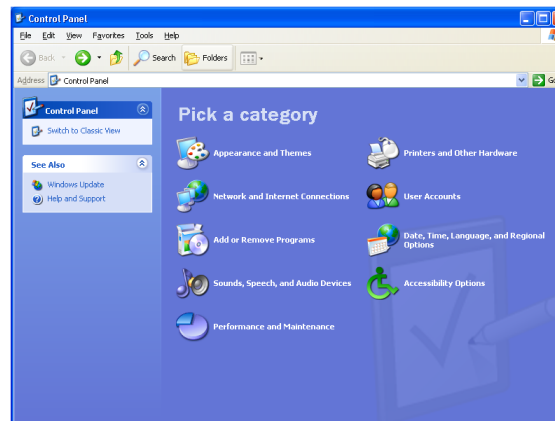 Control Panel
File Edit View Favorites Tools Help
Back Search Folders
Address Control Panel Go
Control Panel
Switch to Classic View
See Also
Windows Update
Help and Support
Pick a category
Appearance and Themes
Printers and Other Hardware
Network and Internet Connections
User Accounts
Add or Remove Programs
Date, Time, Language, and Regional
Options
Sounds, Speech, and Audio Devices
Accessibility Options
Performance and Maintenance